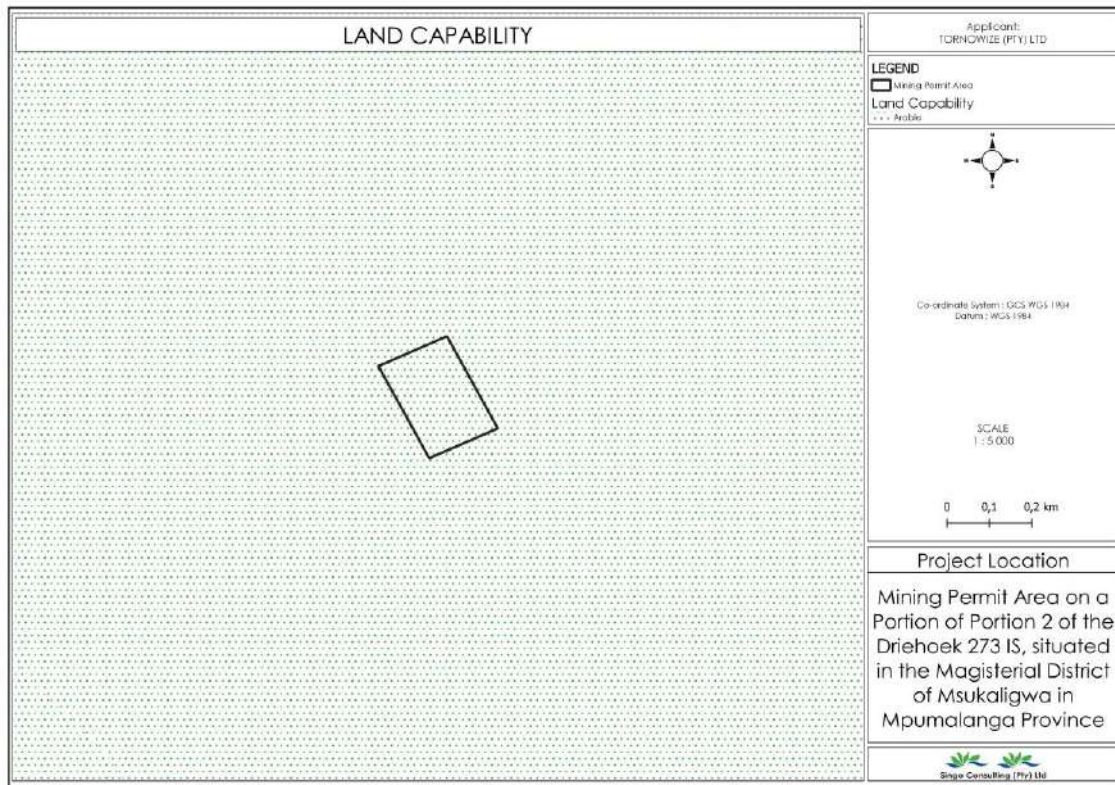 LAND CAPABILITY
Applicant:
TORNOWIZE (PTY) LTD
LEGEND
Mining Permit Area
Land Capability
Arable
N
W
E
S
Co-ordinate System : GCS WGS 1984
Datum : WGS 1984
SCALE
1 : 5 000
0 0,1 0,2 km
Project Location
Mining Permit Area on a
Portion of Portion 2 of the
Driehoek 273 IS, situated
in the Magisterial District
of Msukaligwa in
Mpumalanga Province
Singo Consulting (Pty) Ltd